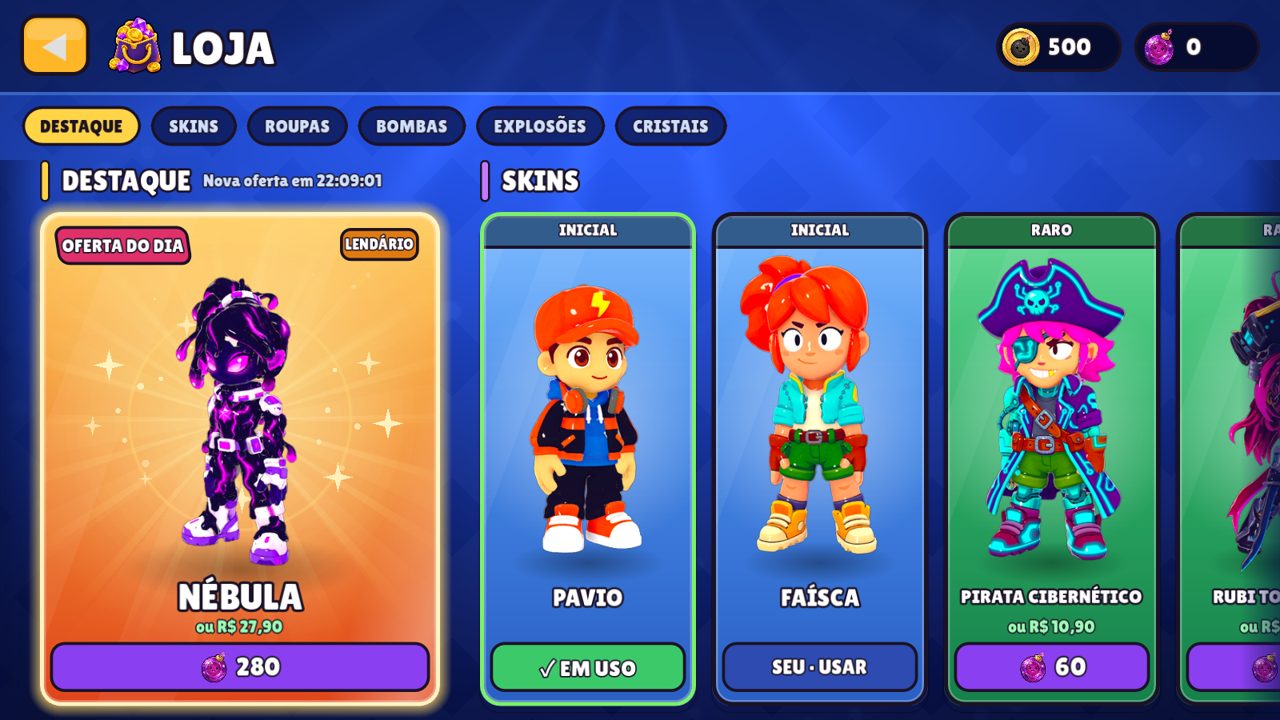 LOJA
500
0
DESTAQUE
SKINS
ROUPAS
BOMBAS
EXPLOSÕES
CRISTAIS
DESTAQUE Nova oferta em 22:09:01
OFERTA DO DIA
LENDÁRIO
NÉBULA
ou R$ 27,90
280
SKINS
INICIAL
PAVIO
✓ EM USO
INICIAL
FAÍSCA
SEU · USAR
RARO
PIRATA CIBERNÉTICO
ou R$ 10,90
60
RUBI
ou